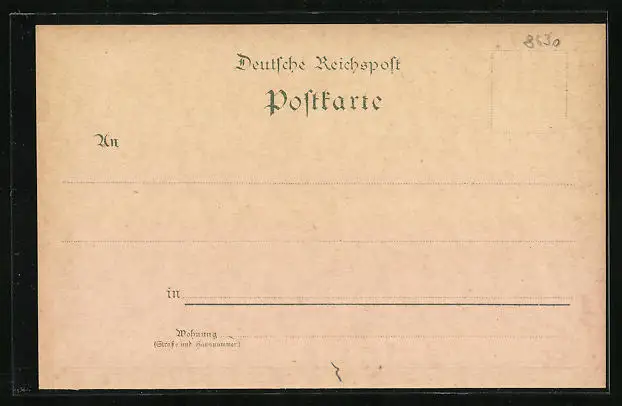 8630
Deutsche Reichspost
Postkarte
An
in
Wohnung
(Straße und Hausnummer)